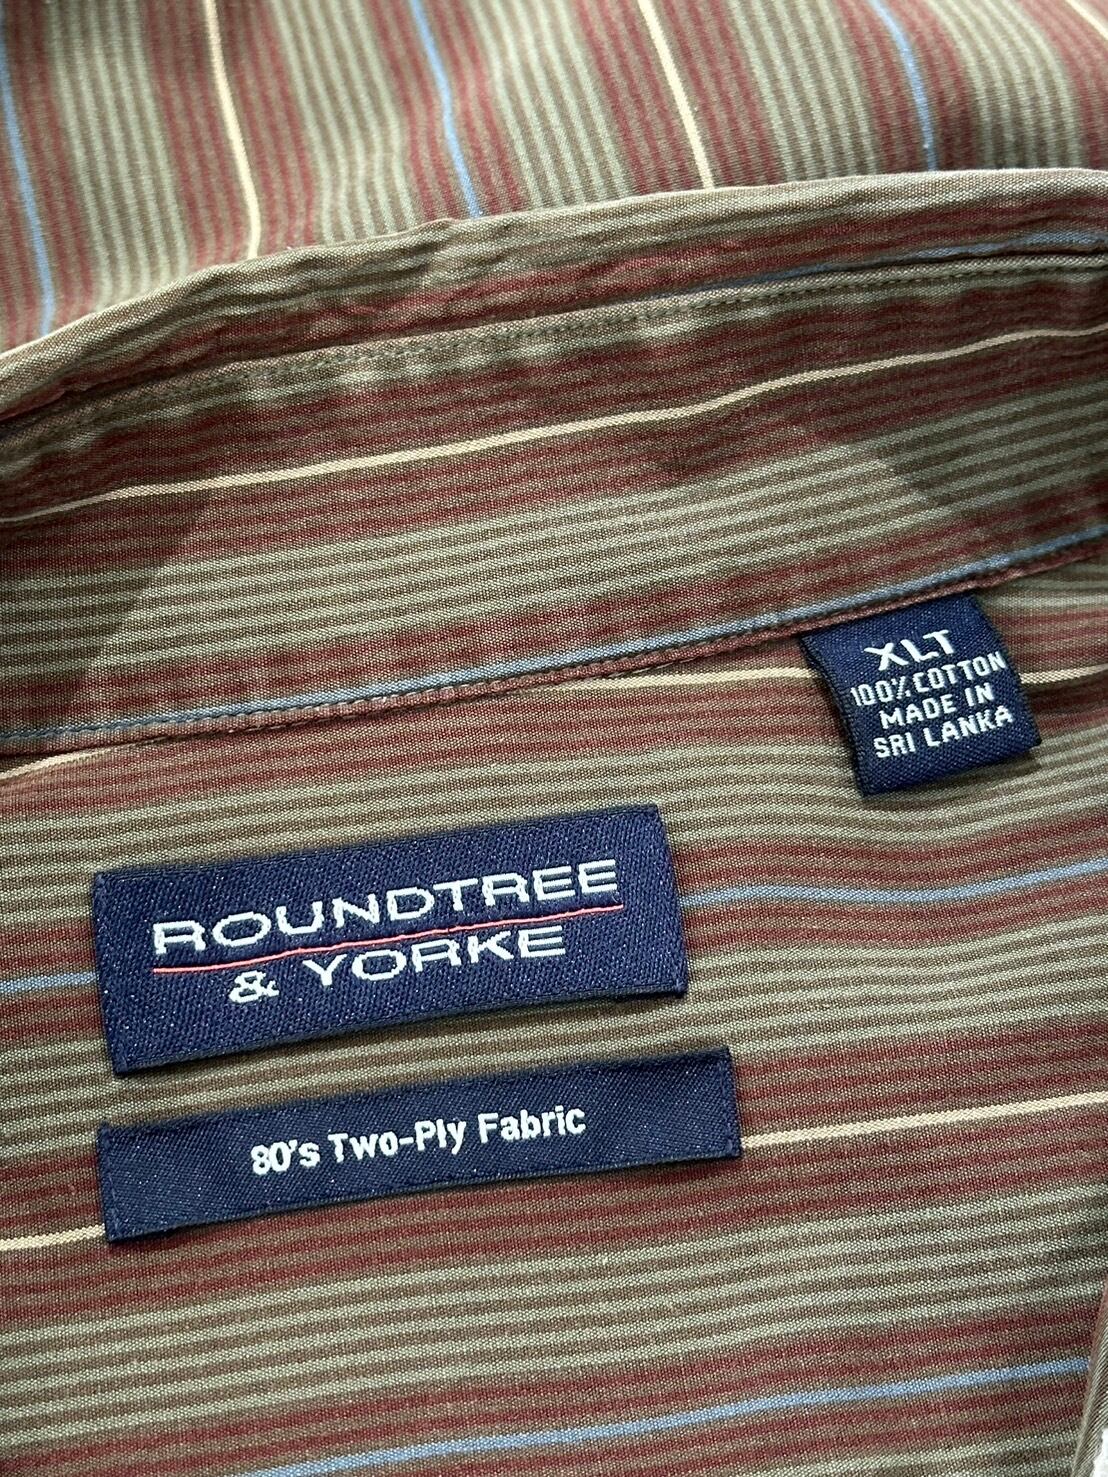 XLT
100% COTTON
MADE IN
SRI LANKA
ROUNDTREE
& YORKE
80's Two-Ply Fabric